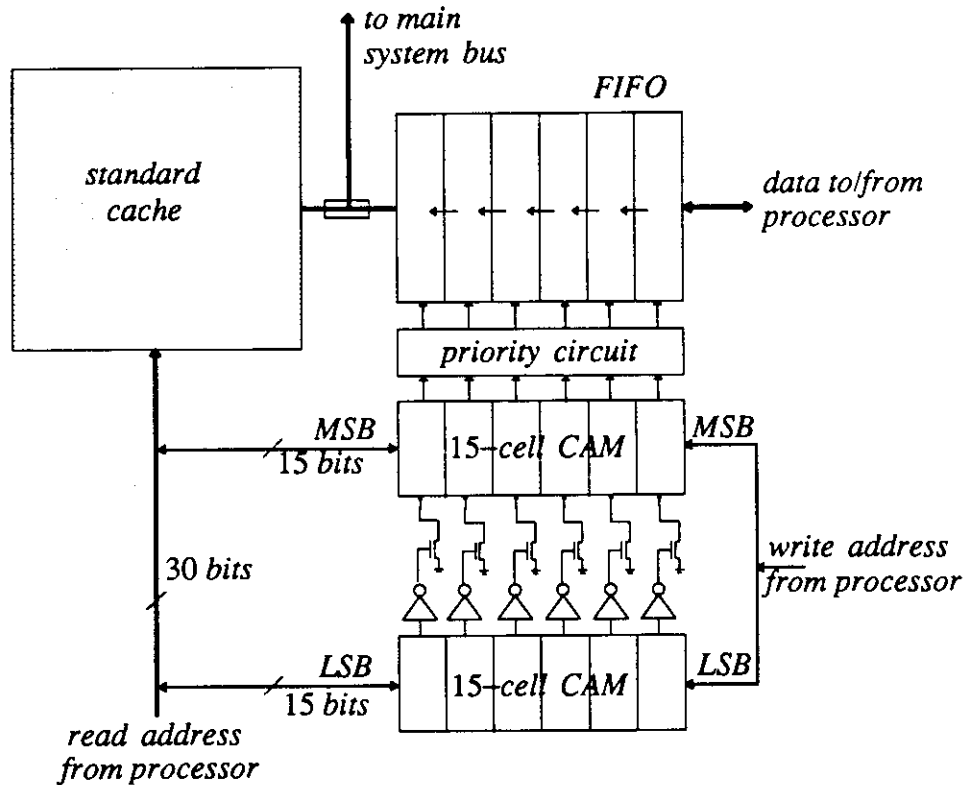 to main
system bus
FIFO
standard
cache
data to/from
processor
priority circuit
MSB
15 bits
15-cell CAM
MSB
30 bits
write address
from processor
LSB
15 bits
15-cell CAM
LSB
read address
from processor